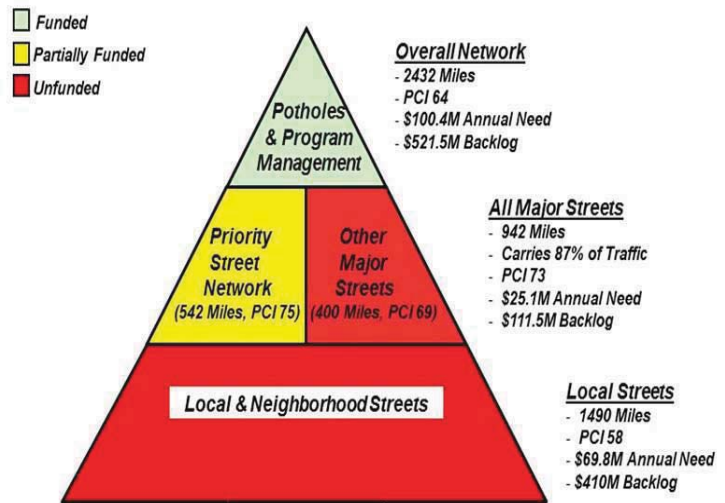 Funded
Partially Funded
Unfunded
Potholes
& Program
Management
Overall Network
- 2432 Miles
- PCI 64
- $100.4M Annual Need
- $521.5M Backlog
Priority
Street
Network
(542 Miles, PCI 75)
Other
Major
Streets
(400 Miles, PCI 69)
All Major Streets
- 942 Miles
- Carries 87% of Traffic
- PCI 73
- $25.1M Annual Need
- $111.5M Backlog
Local & Neighborhood Streets
Local Streets
- 1490 Miles
- PCI 58
- $69.8M Annual Need
- $410M Backlog